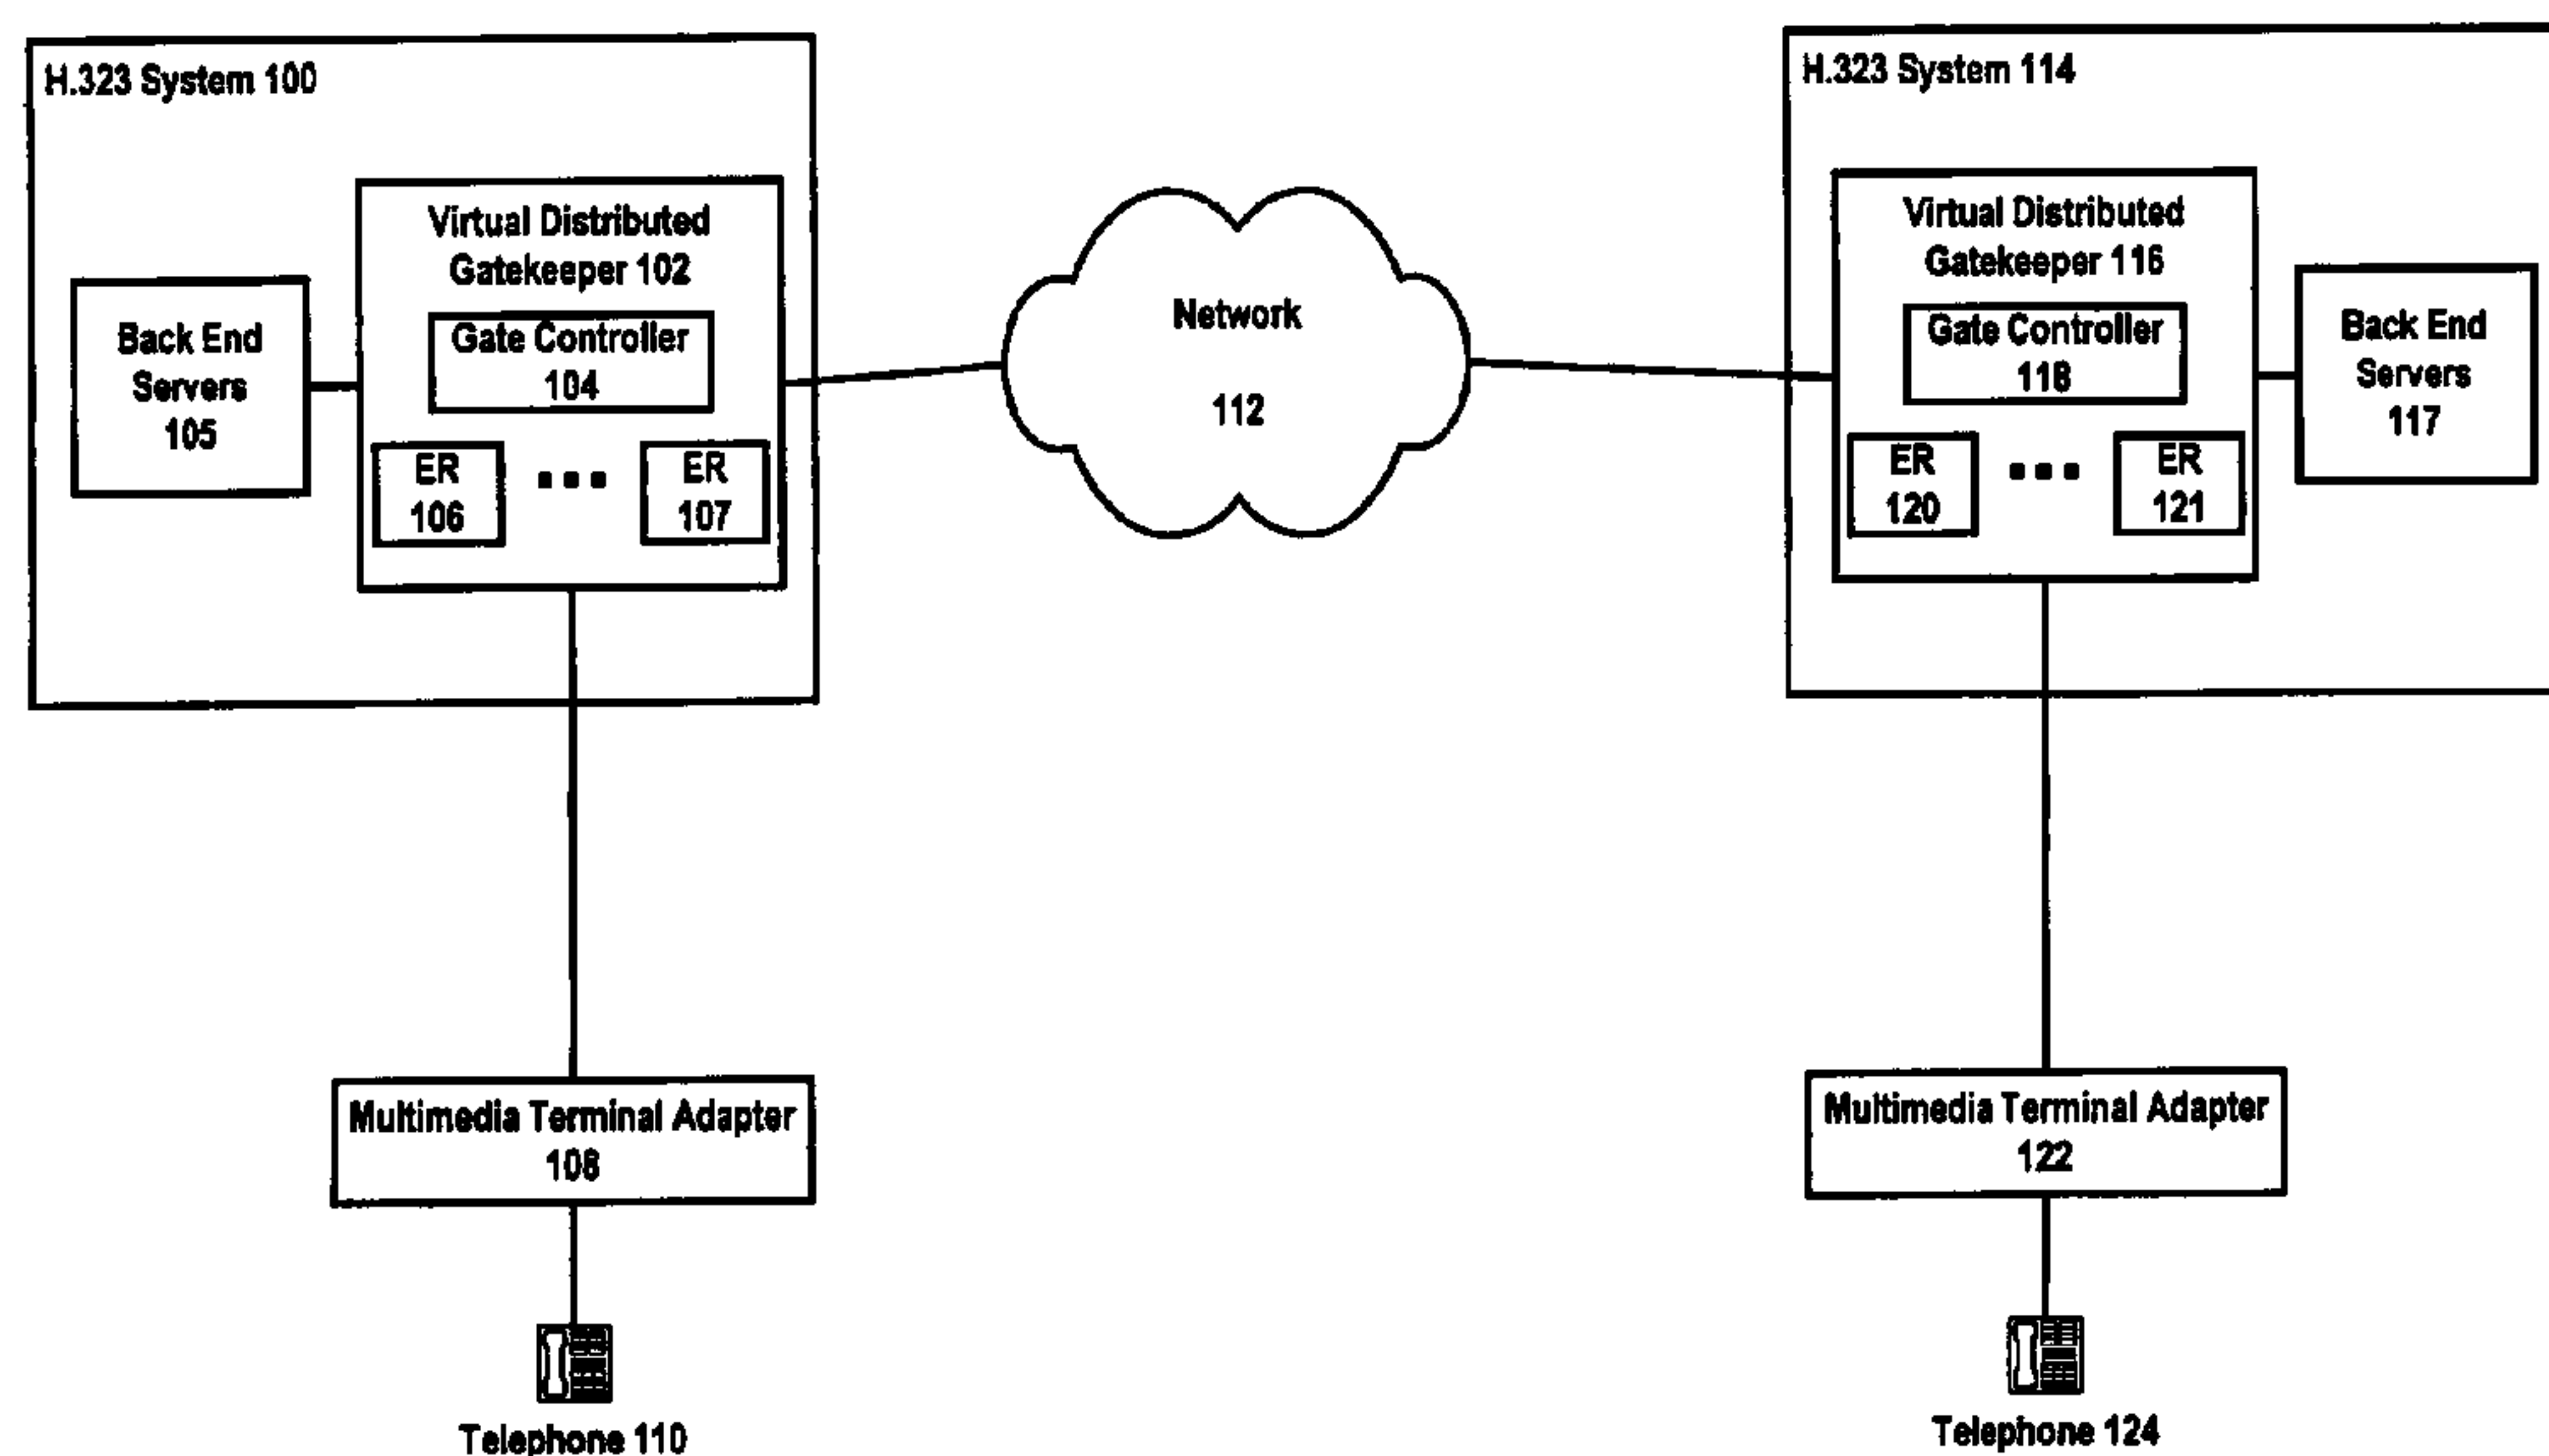 H.323 System 100
Virtual Distributed
Gatekeeper 102
Gate Controller
104
Back End
Servers
105
ER
106
ER
107
Network
112
H.323 System 114
Virtual Distributed
Gatekeeper 116
Gate Controller
118
Back End
Servers
117
ER
120
ER
121
Multimedia Terminal Adapter
108
Multimedia Terminal Adapter
122
Telephone 110
Telephone 124